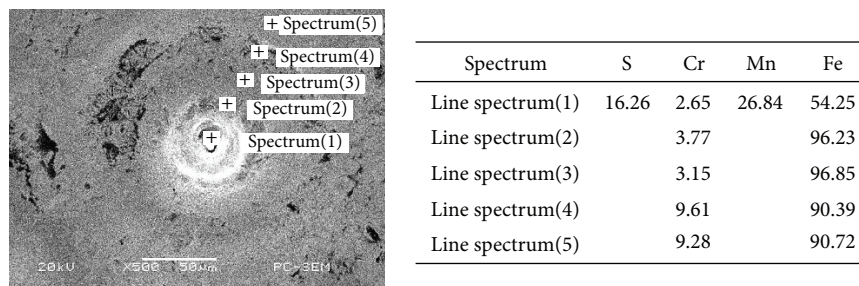 + Spectrum(5)
+ Spectrum(4)
+ Spectrum(3)
+ Spectrum(2)
+ Spectrum(1)
20kV X500 50μm PC-3EM
Spectrum S Cr Mn Fe
Line spectrum(1) 16.26 2.65 26.84 54.25
Line spectrum(2) 3.77 96.23
Line spectrum(3) 3.15 96.85
Line spectrum(4) 9.61 90.39
Line spectrum(5) 9.28 90.72